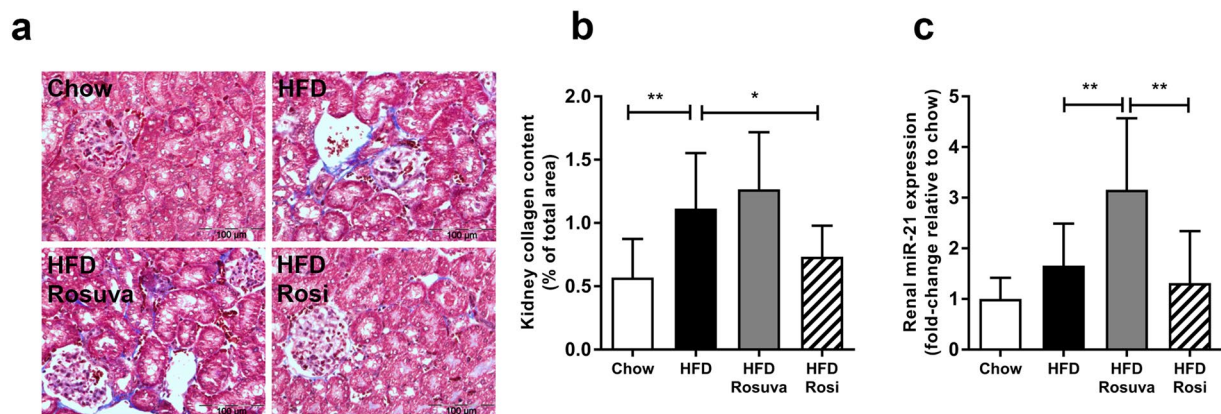 a
Chow
100 µm
HFD
100 µm
HFD
Rosuva
100 µm
HFD
Rosi
100 µm
b
Kidney collagen content
(% of total area)
2.0
1.5
1.0
0.5
0.0
**
*
Chow
HFD
HFD
Rosuva
HFD
Rosi
c
Renal miR-21 expression
(fold-change relative to chow)
5
4
3
2
1
0
**
**
Chow
HFD
HFD
Rosuva
HFD
Rosi